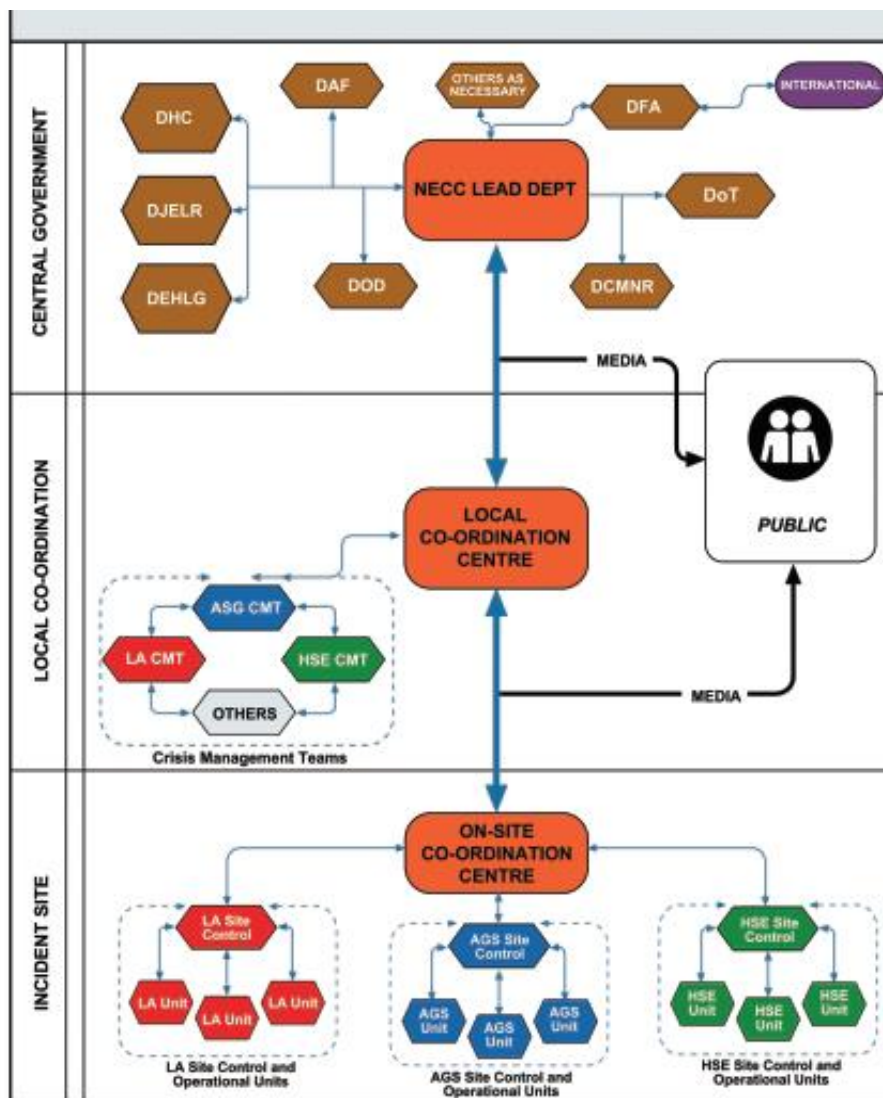 CENTRAL GOVERNMENT
DAF
OTHERS AS
NECESSARY
DFA
INTERNATIONAL
DHC
NECC LEAD DEPT
DJELR
DoT
DEHLG
DOD
DCMNR
MEDIA
PUBLIC
LOCAL CO-ORDINATION
LOCAL
CO-ORDINATION
CENTRE
ASG CMT
LA CMT
HSE CMT
OTHERS
Crisis Management Teams
MEDIA
INCIDENT SITE
ON-SITE
CO-ORDINATION
CENTRE
LA Site
Control
LA Unit
LA Unit
LA Unit
LA Site Control and
Operational Units
AGS Site
Control
AGS
Unit
AGS
Unit
AGS
Unit
AGS Site Control and
Operational Units
HSE Site
Control
HSE
Unit
HSE
Unit
HSE
Unit
HSE Site Control and
Operational Units